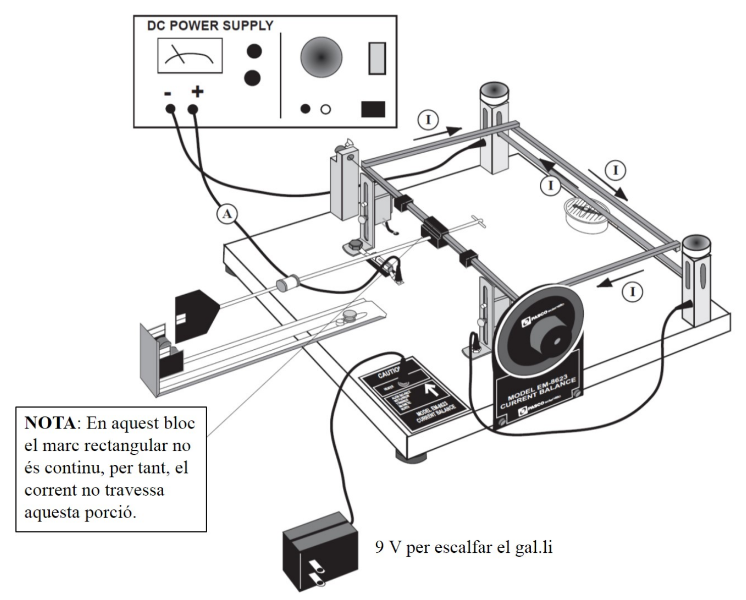 DC POWER SUPPLY
- +
I
I
I
A
I
PASCO
MODEL EM-8623
CURRENT BALANCE
PASCO
CAUTION
MODEL EM-8623
CURRENT BALANCE
NOTA: En aquest bloc
el marc rectangular no
és continu, per tant, el
corrent no travessa
aquesta porció.
9 V per escalfar el gal.li